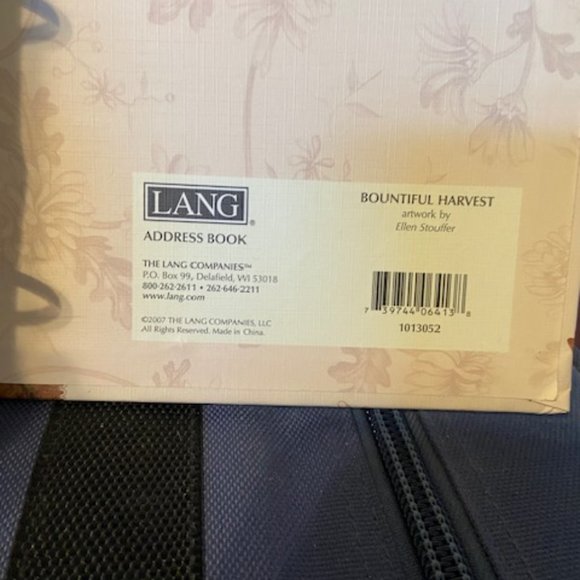 LANG®
ADDRESS BOOK
THE LANG COMPANIES™
P.O. Box 99, Delafield, WI 53018
800-262-2611 • 262-646-2211
www.lang.com
©2007 THE LANG COMPANIES, LLC
All Rights Reserved. Made in China.
BOUNTIFUL HARVEST
artwork by
Ellen Stouffer
7 39744 06413 8
1013052